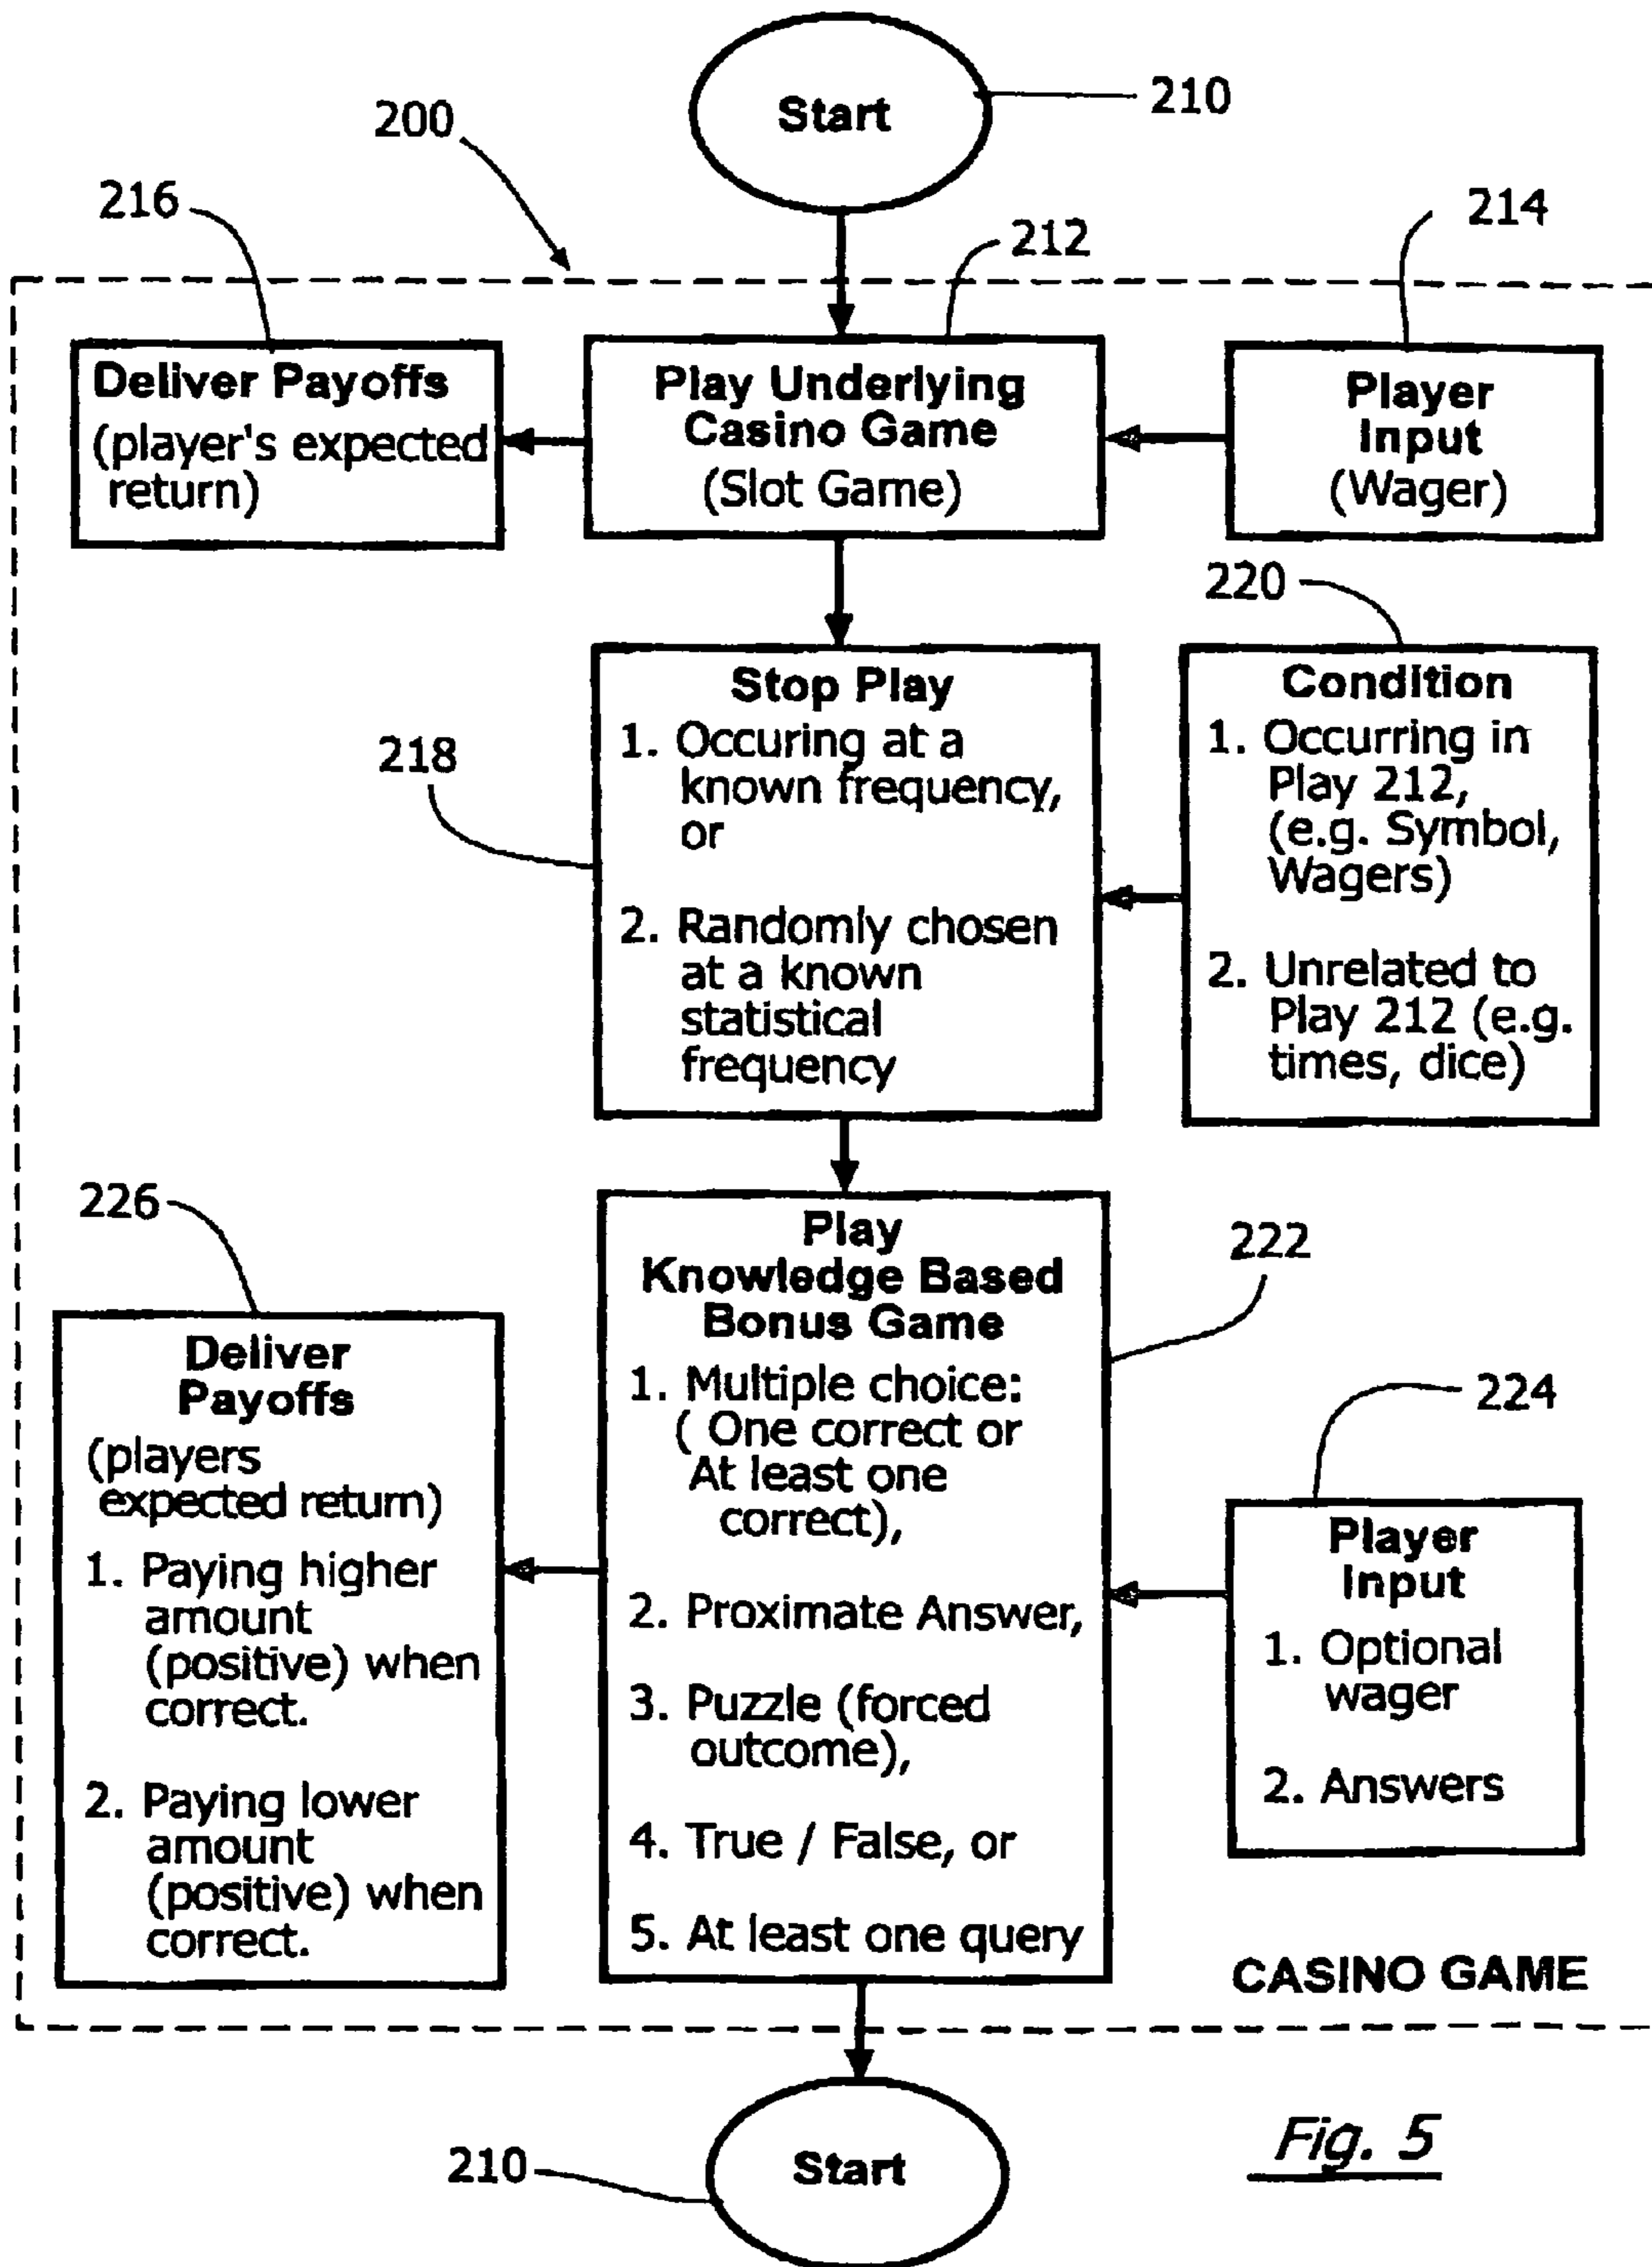 Start
210
200
216
212
214
Deliver Payoffs
(player's expected
return)
Play Underlying
Casino Game
(Slot Game)
Player
Input
(Wager)
220
Stop Play
1. Occuring at a
known frequency,
or
2. Randomly chosen
at a known
statistical
frequency
218
Condition
1. Occurring in
Play 212,
(e.g. Symbol,
Wagers)
2. Unrelated to
Play 212 (e.g.
times, dice)
226
Play
Knowledge Based
Bonus Game
1. Multiple choice:
( One correct or
At least one
correct),
2. Proximate Answer,
3. Puzzle (forced
outcome),
4. True / False, or
5. At least one query
222
Deliver
Payoffs
(players
expected return)
1. Paying higher
amount
(positive) when
correct.
2. Paying lower
amount
(positive) when
correct.
224
Player
Input
1. Optional
wager
2. Answers
CASINO GAME
210
Start
Fig. 5